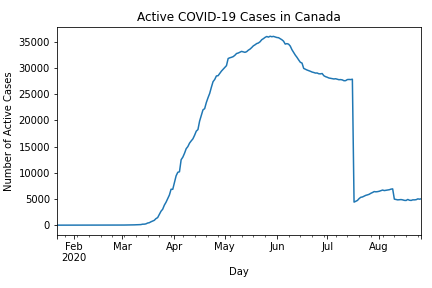 Active COVID-19 Cases in Canada
Number of Active Cases
35000
30000
25000
20000
15000
10000
5000
0
Feb Mar Apr May Jun Jul Aug
2020
Day